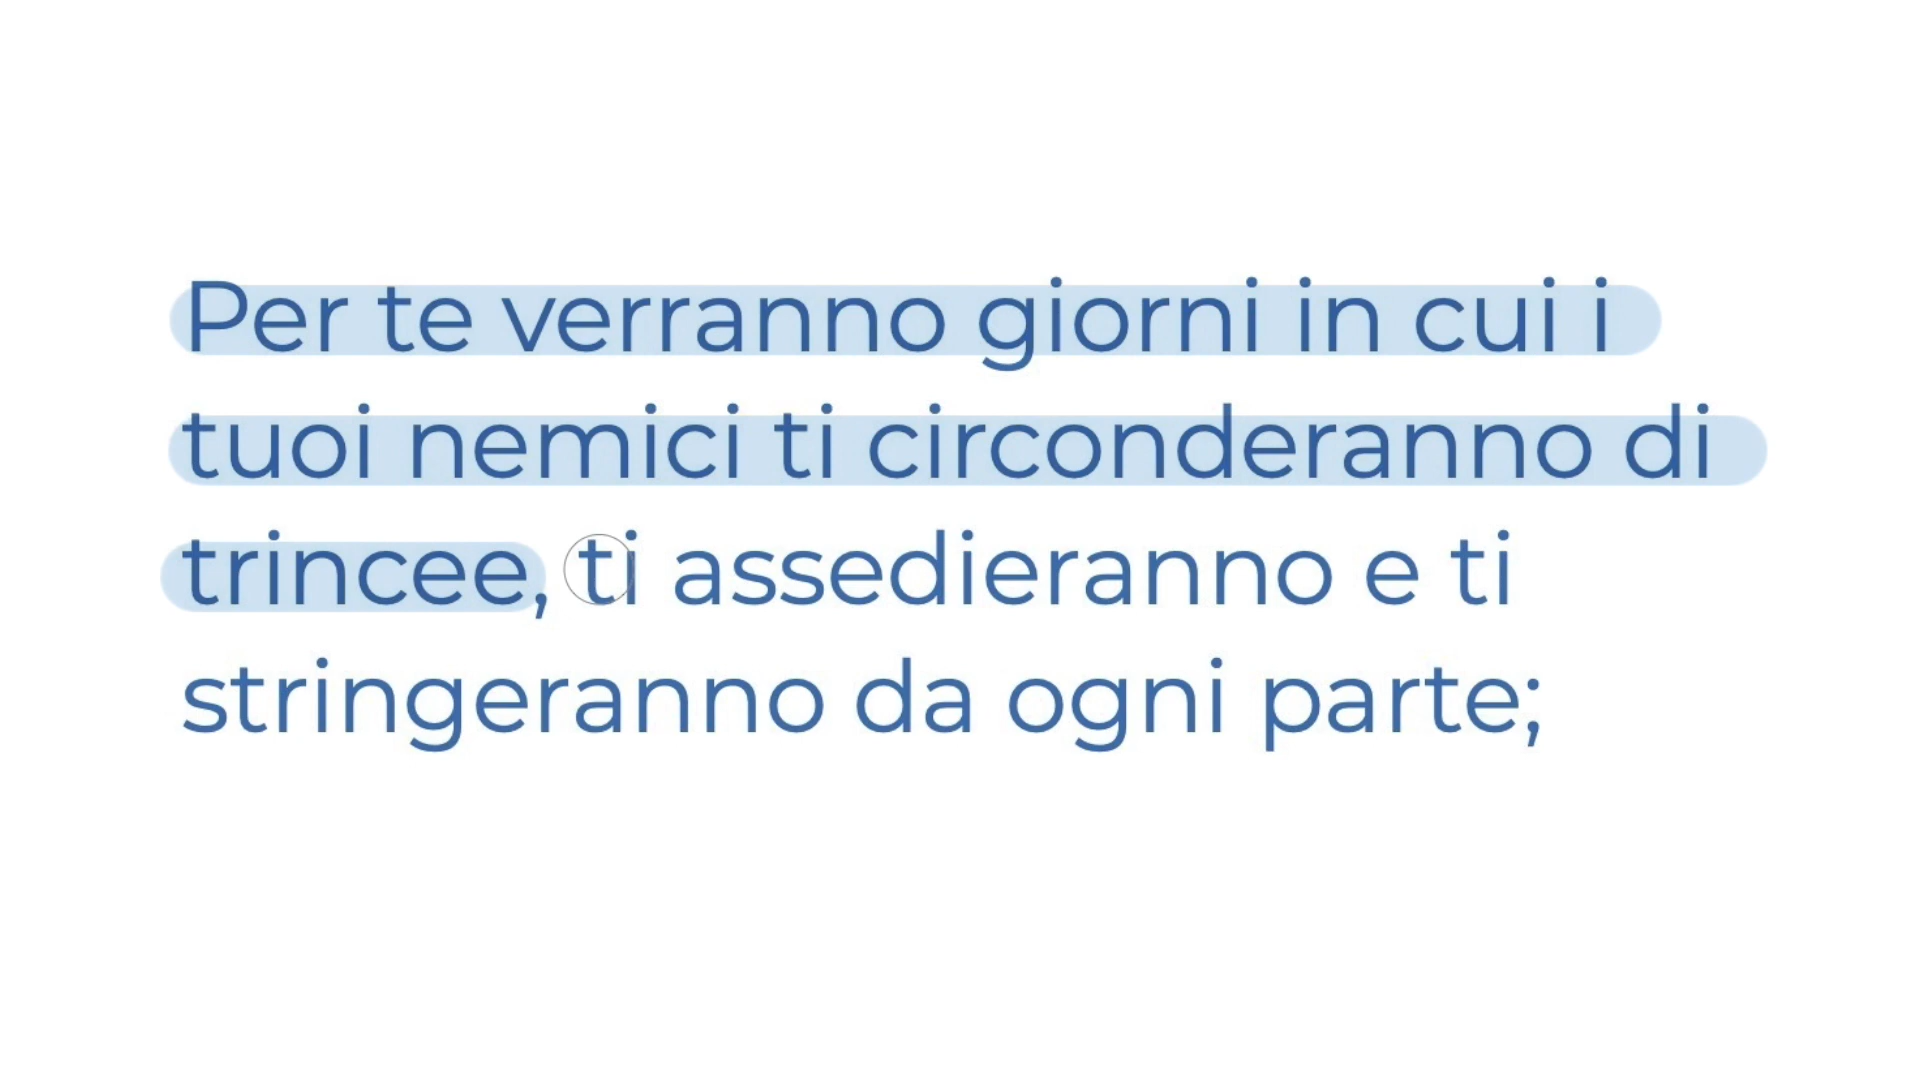 Per te verranno giorni in cui i
tuoi nemici ti circonderanno di
trincee, ti assedieranno e ti
stringeranno da ogni parte;